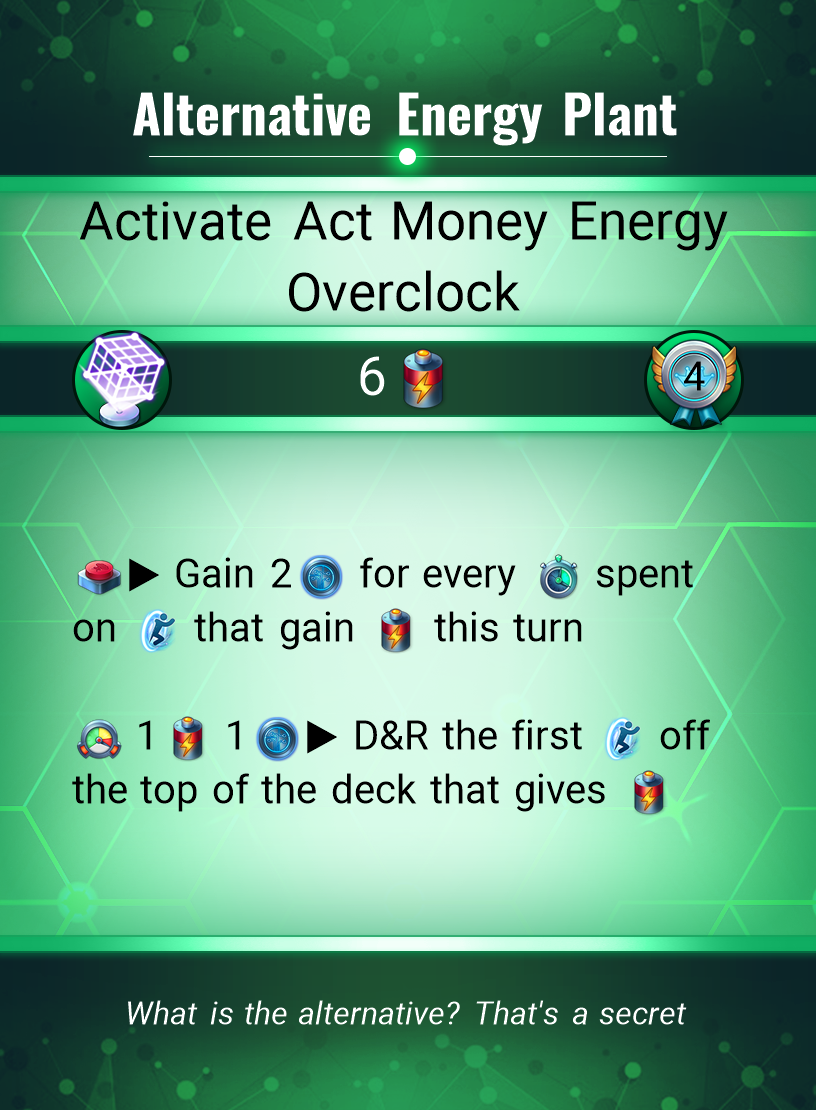 Alternative Energy Plant
Activate Act Money Energy
Overclock
6
4
▶ Gain 2 for every spent
on that gain this turn
1 1 ▶ D&R the first off
the top of the deck that gives
What is the alternative? That's a secret